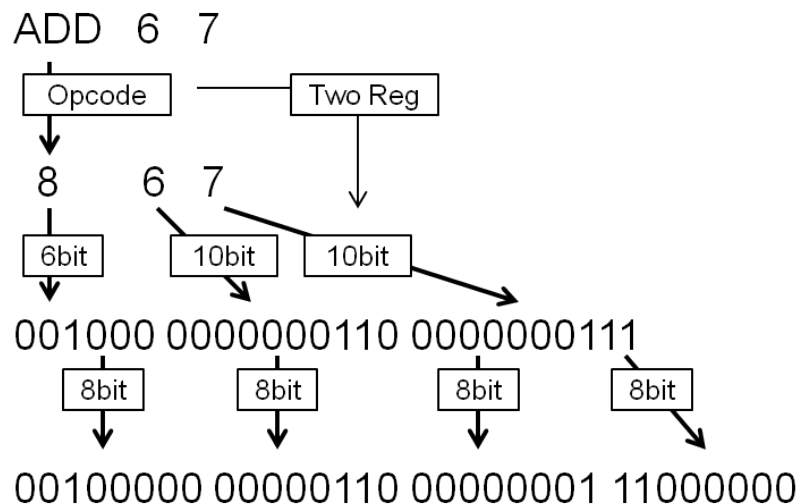 ADD 6 7
Opcode Two Reg
8 6 7
6bit 10bit 10bit
001000 0000000110 0000000111
8bit 8bit 8bit 8bit
00100000 00000110 00000001 11000000